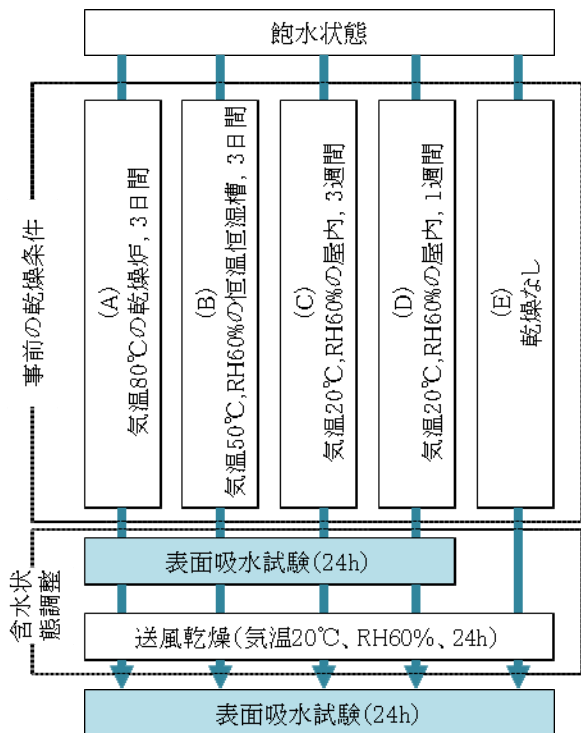 飽水状態
事前の乾燥条件
(A)
気温80℃の乾燥炉, 3日間
(B)
気温50℃,RH60%の恒温恒湿槽, 3日間
(C)
気温20℃,RH60%の屋内, 3週間
(D)
気温20℃,RH60%の屋内, 1週間
(E)
乾燥なし
含水状
態調整
表面吸水試験(24h)
送風乾燥(気温20℃、RH60%、24h)
表面吸水試験(24h)